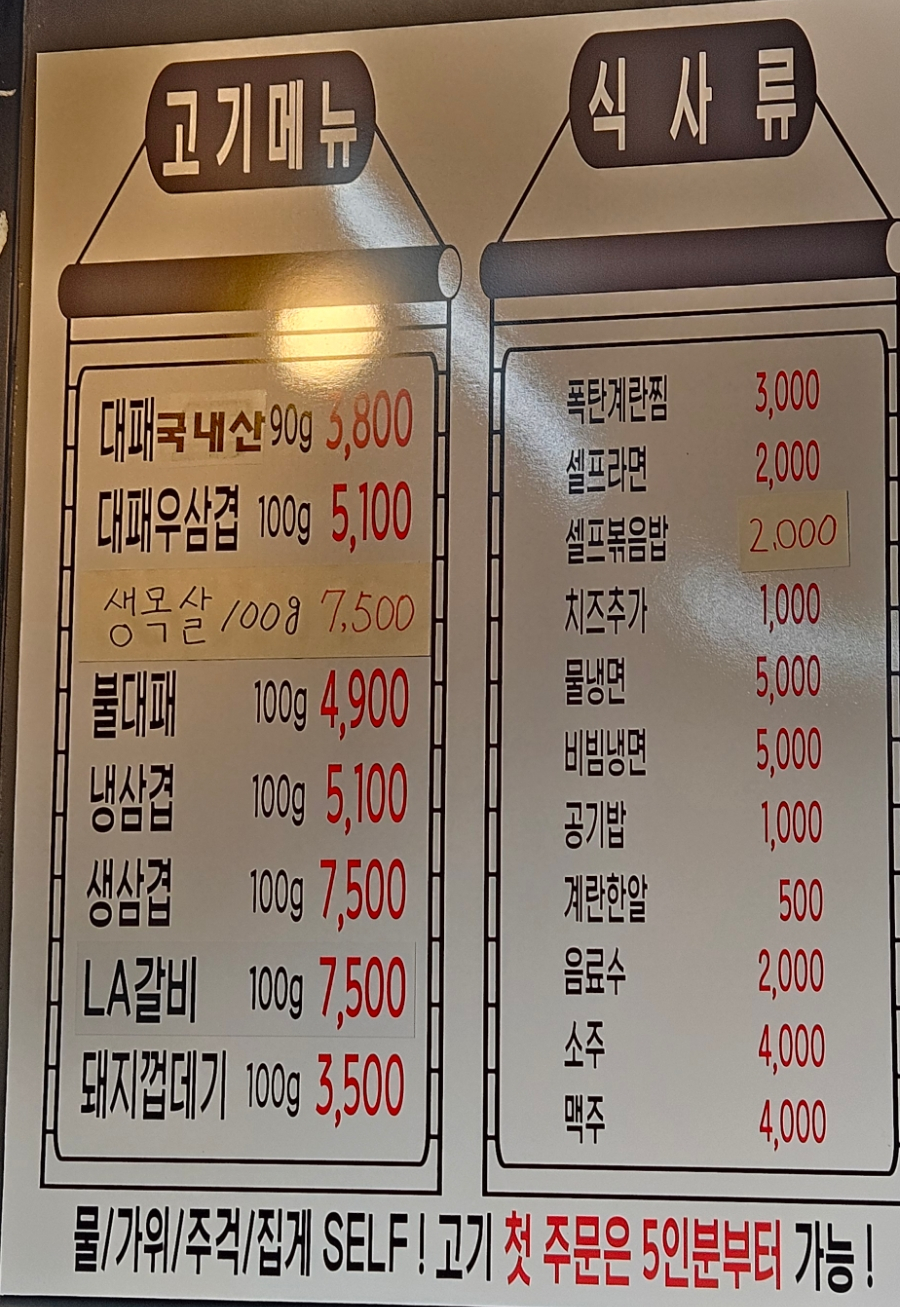 고기메뉴
대패국내산 90g 3,800
대패우삼겹 100g 5,100
생목살 100g 7,500
불대패 100g 4,900
냉삼겹 100g 5,100
생삼겹 100g 7,500
LA갈비 100g 7,500
돼지껍데기 100g 3,500
식사류
폭탄계란찜 3,000
셀프라면 2,000
셀프볶음밥 2.000
치즈추가 1,000
물냉면 5,000
비빔냉면 5,000
공기밥 1,000
계란한알 500
음료수 2,000
소주 4,000
맥주 4,000
물/가위/주걱/집게 SELF! 고기 첫 주문은 5인분부터 가능!